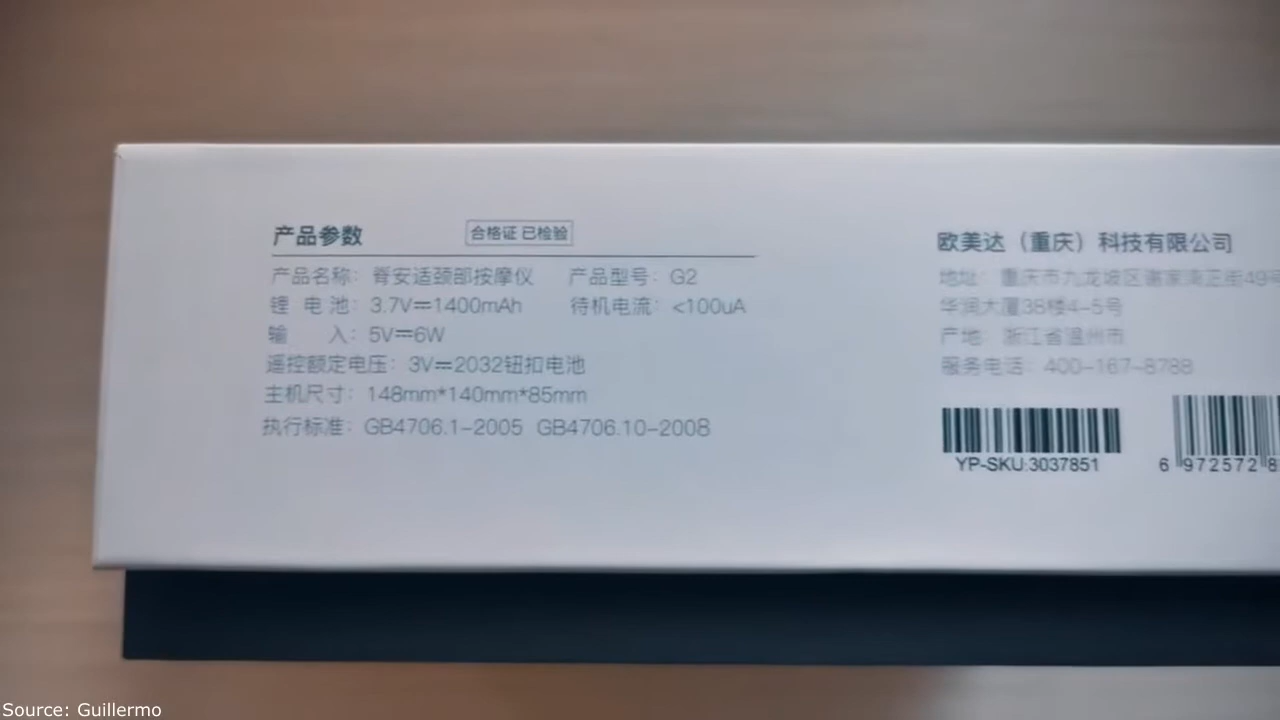 产品参数 合格证 已检验
产品名称：脊安适颈部按摩仪 产品型号：G2
锂 电 池：3.7V⎓1400mAh 待机电流：<100uA
输 入：5V⎓6W
遥控额定电压：3V⎓2032钮扣电池
主机尺寸：148mm*140mm*85mm
执行标准：GB4706.1-2005 GB4706.10-2008
欧美达（重庆）科技有限公司
地址：重庆市九龙坡区谢家湾正街49号
华润大厦38楼4-5号
产地：浙江省温州市
服务电话：400-167-8788
YP-SKU:3037851
6 972572 8
Source: Guillermo